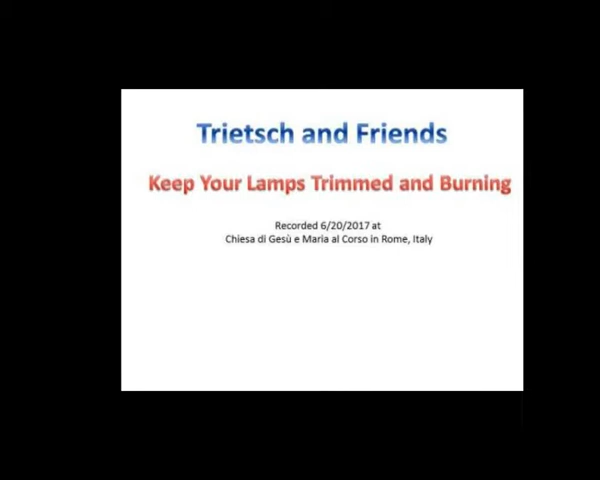 Trietsch and Friends
Keep Your Lamps Trimmed and Burning
Recorded 6/20/2017 at
Chiesa di Gesù e Maria al Corso in Rome, Italy